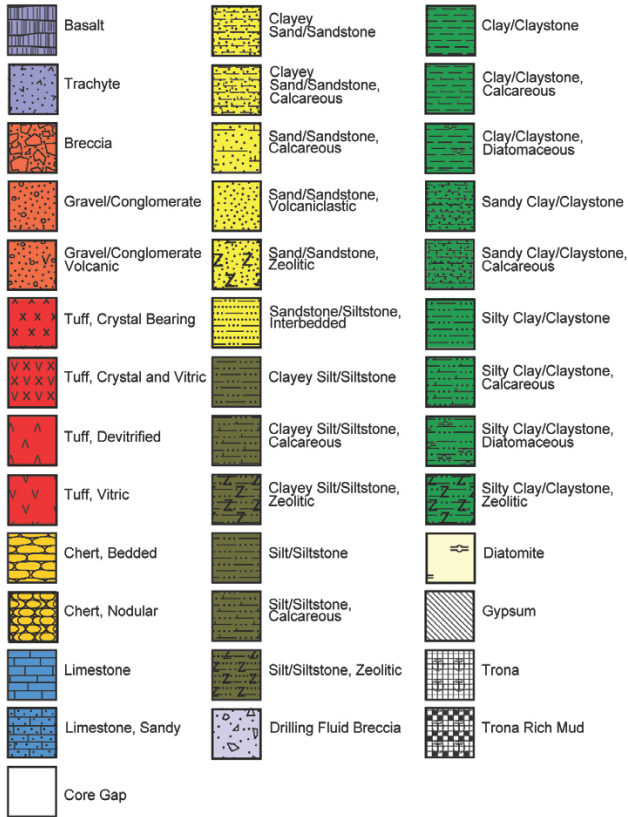 Basalt
Trachyte
Breccia
Gravel/Conglomerate
Gravel/Conglomerate
Volcanic
Tuff, Crystal Bearing
Tuff, Crystal and Vitric
Tuff, Devitrified
Tuff, Vitric
Chert, Bedded
Chert, Nodular
Limestone
Limestone, Sandy
Core Gap
Clayey
Sand/Sandstone
Clayey
Sand/Sandstone,
Calcareous
Sand/Sandstone,
Calcareous
Sand/Sandstone,
Volcaniclastic
Sand/Sandstone,
Zeolitic
Sandstone/Siltstone,
Interbedded
Clayey Silt/Siltstone
Clayey Silt/Siltstone,
Calcareous
Clayey Silt/Siltstone,
Zeolitic
Silt/Siltstone
Silt/Siltstone,
Calcareous
Silt/Siltstone, Zeolitic
Drilling Fluid Breccia
Clay/Claystone
Clay/Claystone,
Calcareous
Clay/Claystone,
Diatomaceous
Sandy Clay/Claystone
Sandy Clay/Claystone,
Calcareous
Silty Clay/Claystone
Silty Clay/Claystone,
Calcareous
Silty Clay/Claystone,
Diatomaceous
Silty Clay/Claystone,
Zeolitic
Diatomite
Gypsum
Trona
Trona Rich Mud